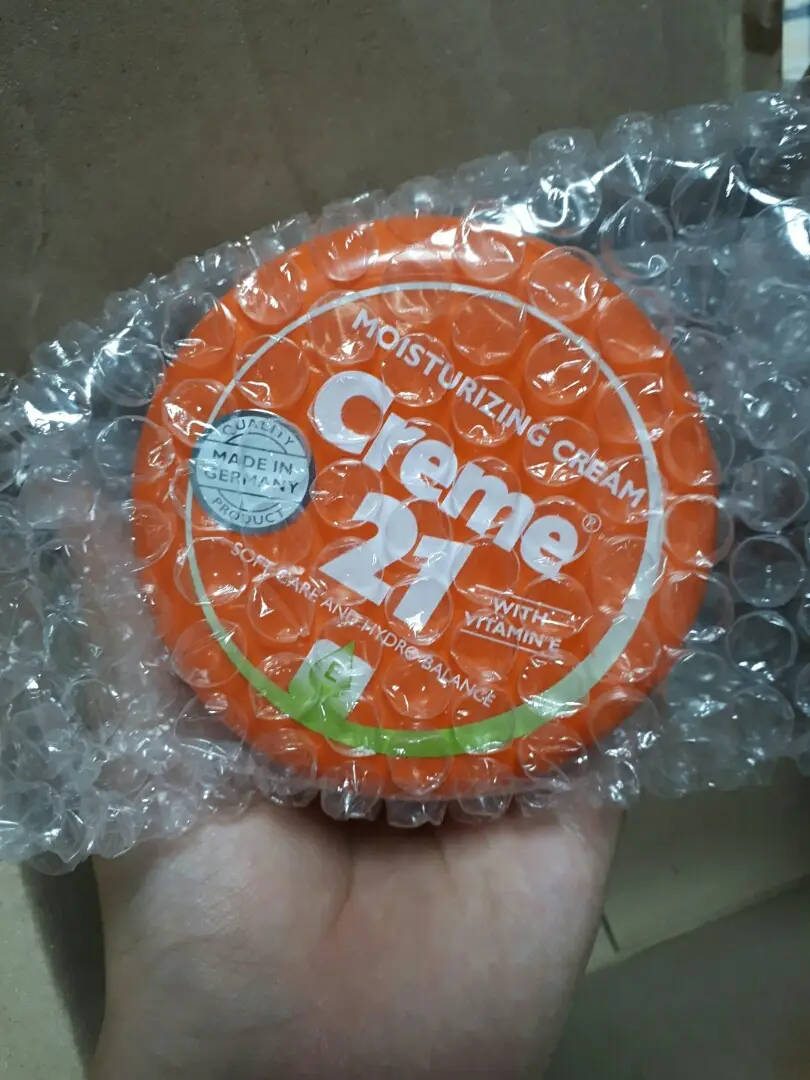 MOISTURIZING CREAM
Creme
21
®
WITH
VITAMIN E
SOFT CARE AND HYDRO BALANCE
E
QUALITY
MADE IN
GERMANY
PRODUCT